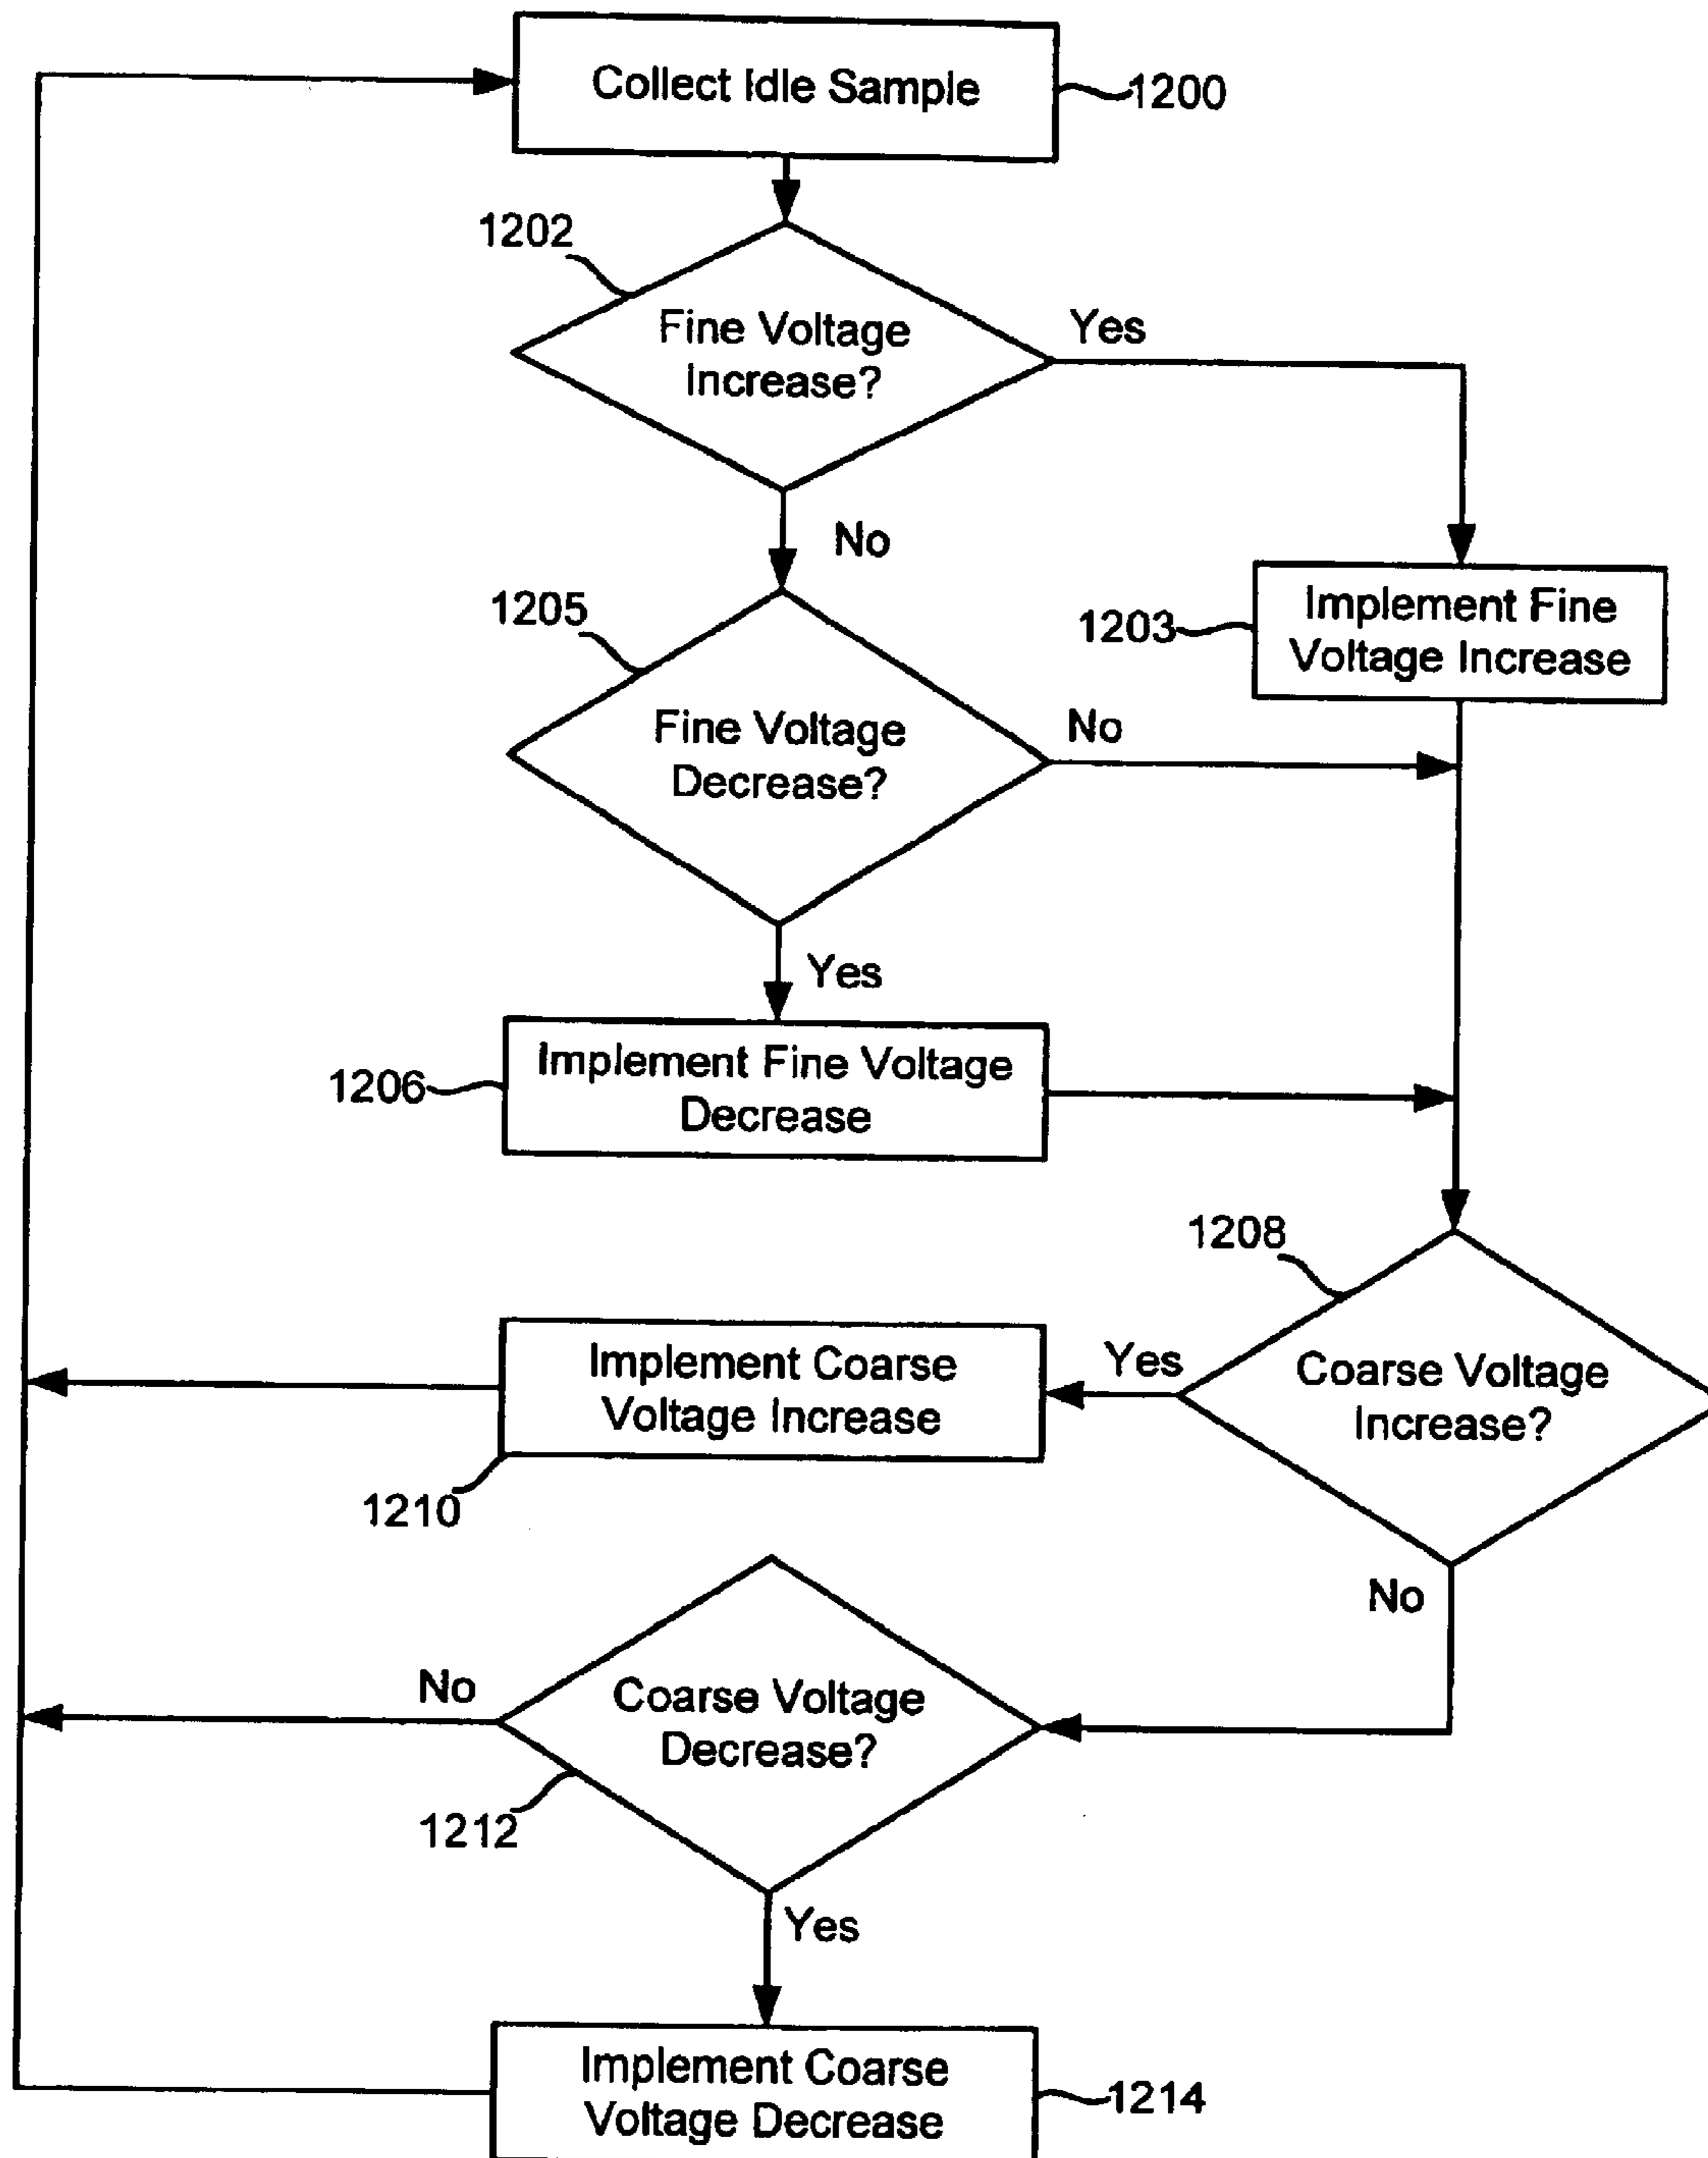 Collect Idle Sample
1200
1202
Fine Voltage
Increase?
Yes
No
1205
Implement Fine
Voltage Increase
1203
Fine Voltage
Decrease?
No
Yes
Implement Fine Voltage
Decrease
1206
1208
Coarse Voltage
Increase?
Yes
Implement Coarse
Voltage Increase
1210
No
Coarse Voltage
Decrease?
No
1212
Yes
Implement Coarse
Voltage Decrease
1214